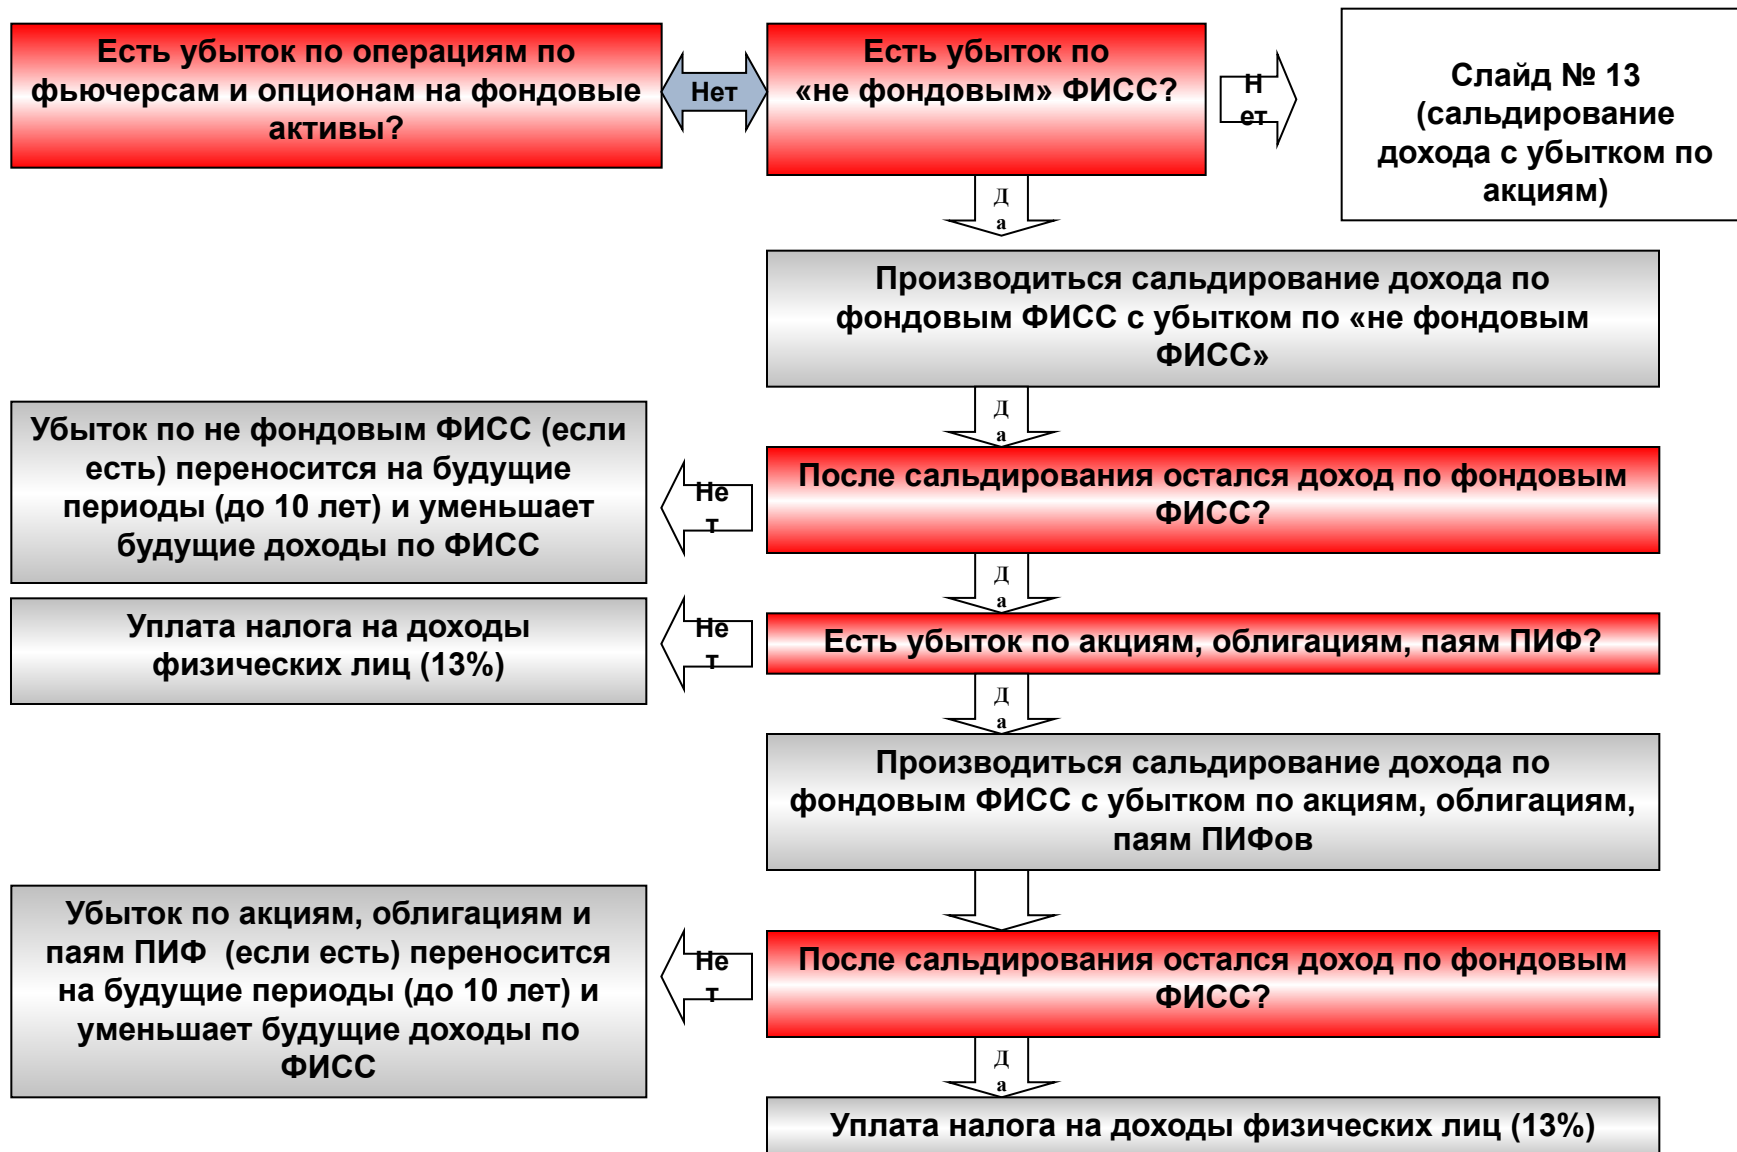 Есть убыток по операциям по
фьючерсам и опционам на фондовые
активы?
Нет
Есть убыток по
«не фондовым» ФИСС?
Н
ет
Слайд № 13
(сальдирование
дохода с убытком по
акциям)
Д
а
Производиться сальдирование дохода по
фондовым ФИСС с убытком по «не фондовым
ФИСС»
Д
а
Убыток по не фондовым ФИСС (если
есть) переносится на будущие
периоды (до 10 лет) и уменьшает
будущие доходы по ФИСС
Не
т
После сальдирования остался доход по фондовым
ФИСС?
Д
а
Уплата налога на доходы
физических лиц (13%)
Не
т
Есть убыток по акциям, облигациям, паям ПИФ?
Д
а
Производиться сальдирование дохода по
фондовым ФИСС с убытком по акциям, облигациям,
паям ПИФов
Убыток по акциям, облигациям и
паям ПИФ (если есть) переносится
на будущие периоды (до 10 лет) и
уменьшает будущие доходы по
ФИСС
Не
т
После сальдирования остался доход по фондовым
ФИСС?
Д
а
Уплата налога на доходы физических лиц (13%)